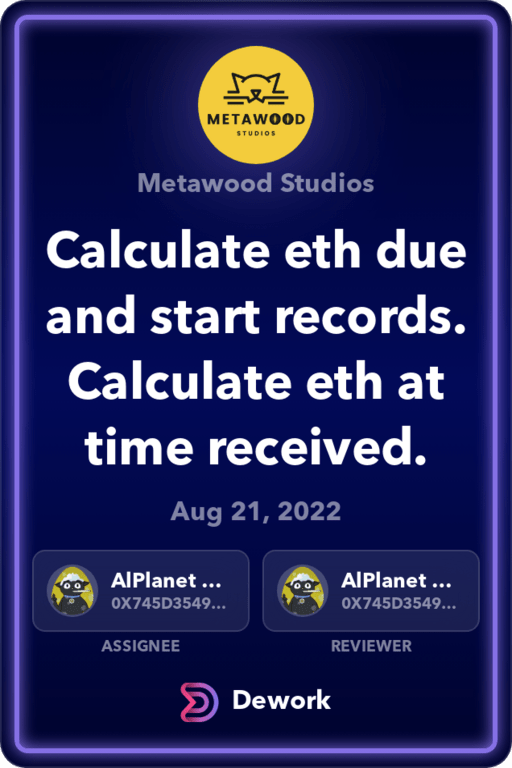 METAWOOD
STUDIOS
Metawood Studios
Calculate eth due
and start records.
Calculate eth at
time received.
Aug 21, 2022
AlPlanet ...
0X745D3549...
ASSIGNEE
AlPlanet ...
0X745D3549...
REVIEWER
Dework